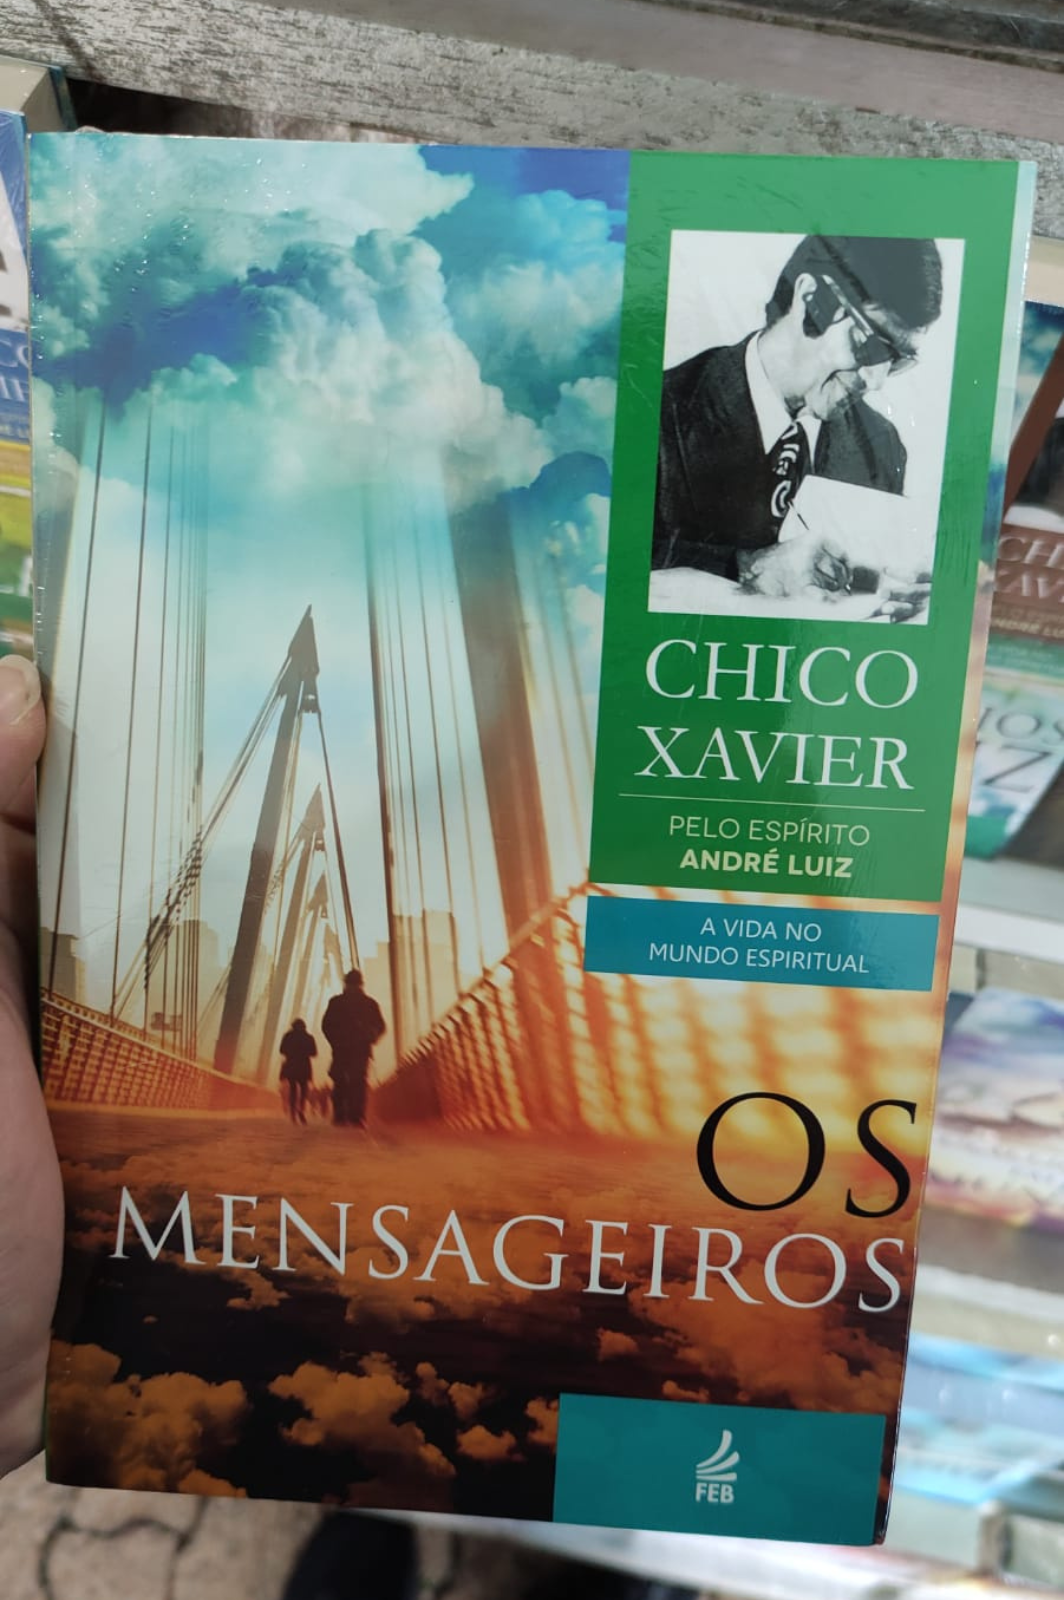 CHICO
XAVIER
PELO ESPÍRITO
ANDRÉ LUIZ
A VIDA NO
MUNDO ESPIRITUAL
OS
MENSAGEIROS
FEB